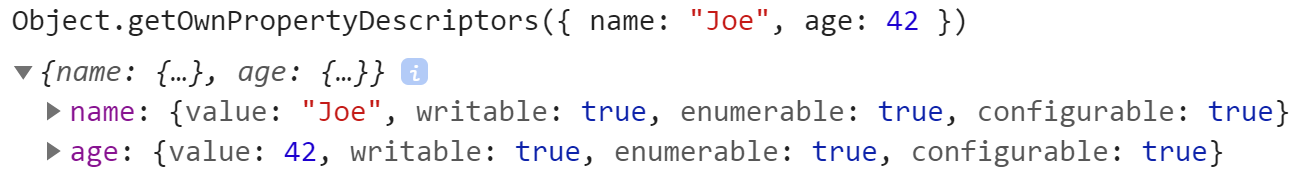 Object.getOwnPropertyDescriptors({ name: "Joe", age: 42 })
▼{name: {…}, age: {…}} i
▶name: {value: "Joe", writable: true, enumerable: true, configurable: true}
▶age: {value: 42, writable: true, enumerable: true, configurable: true}